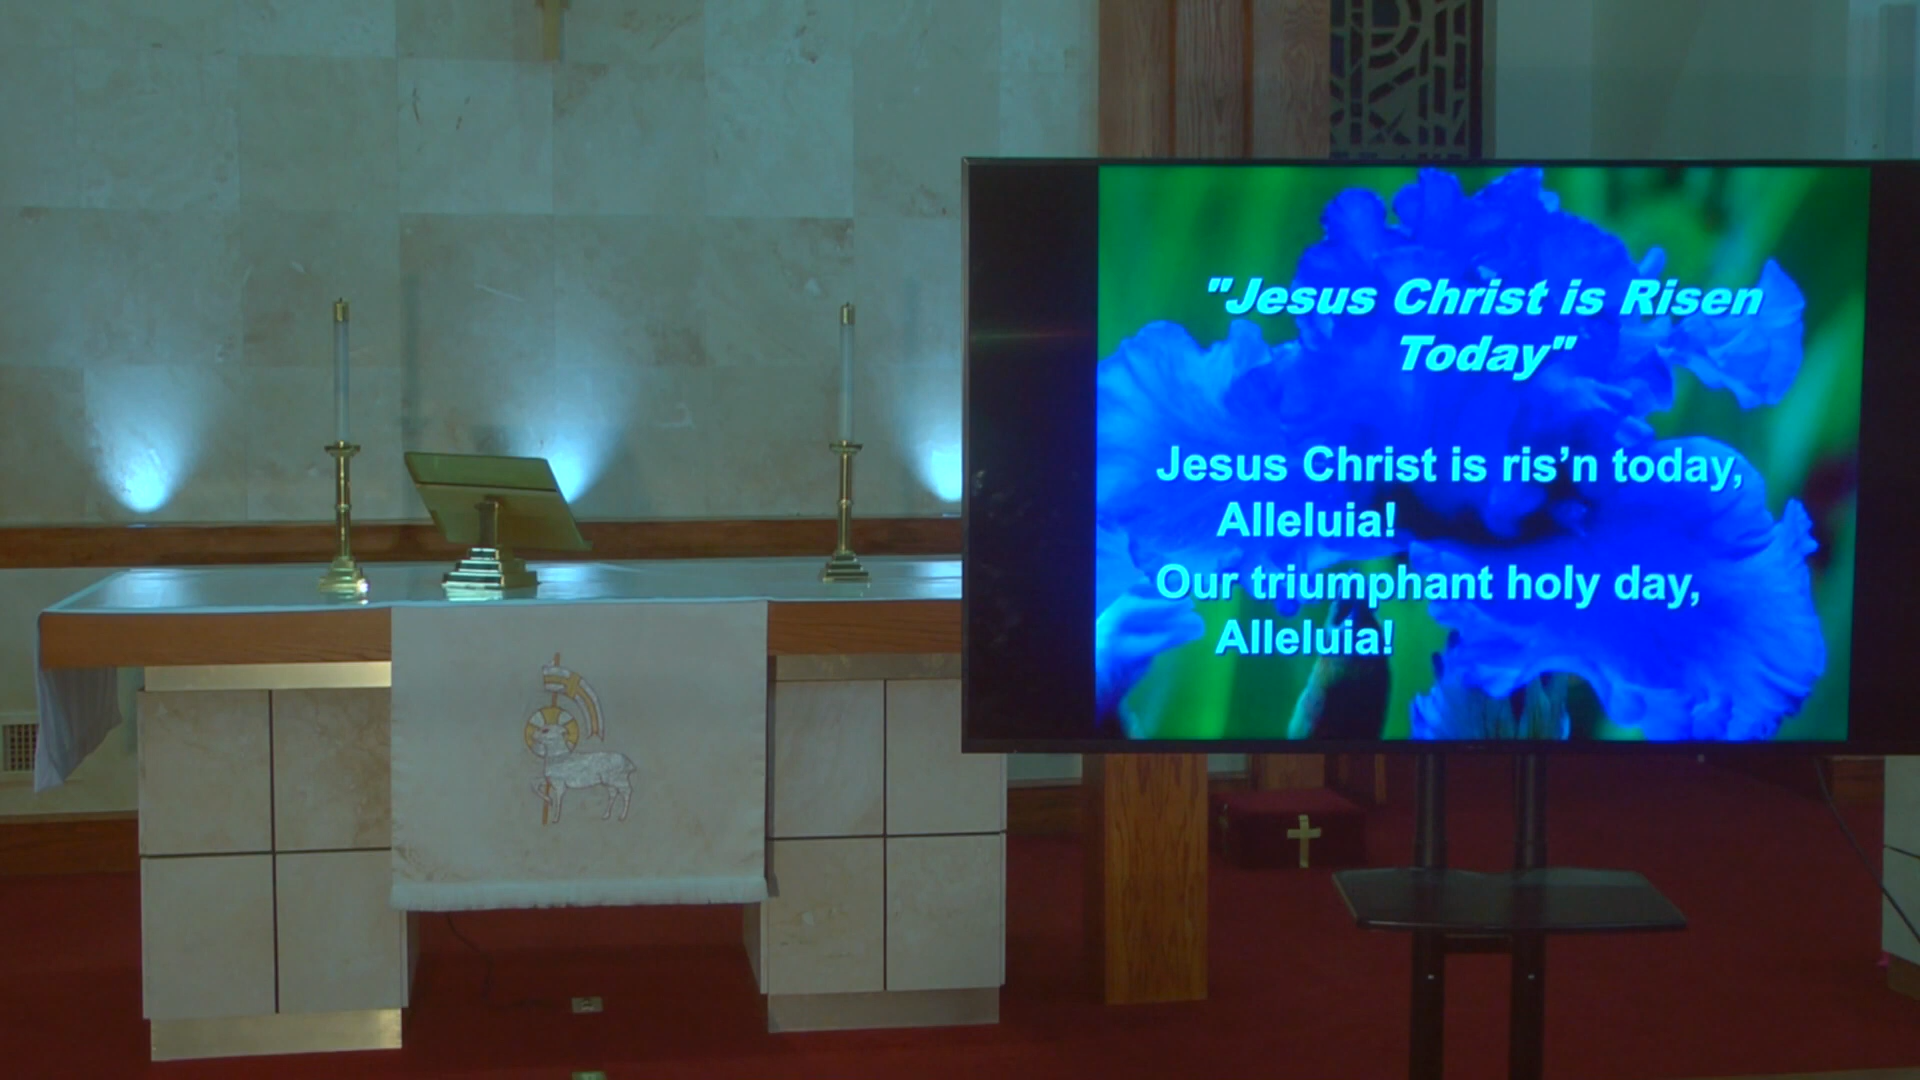 "Jesus Christ is Risen
Today"
Jesus Christ is ris’n today,
Alleluia!
Our triumphant holy day,
Alleluia!